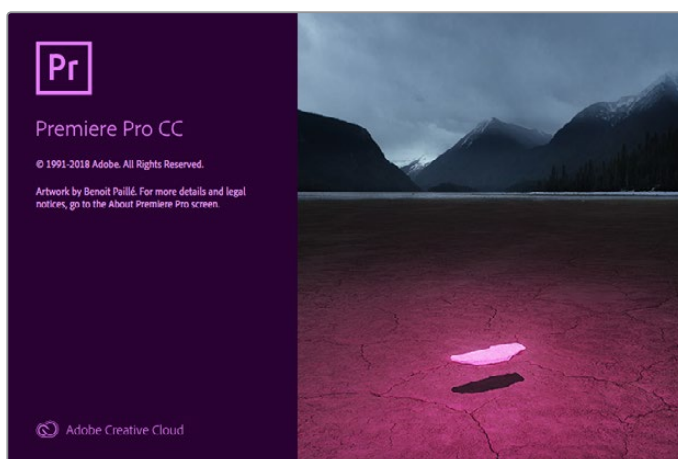 Pr
Premiere Pro CC
© 1991-2018 Adobe. All Rights Reserved.
Artwork by Benoit Paillé. For more details and legal
notices, go to the About Premiere Pro screen.
Adobe Creative Cloud